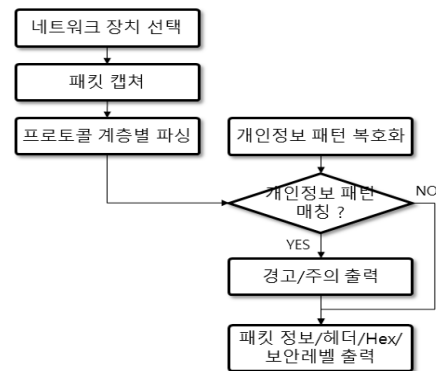 네트워크 장치 선택
패킷 캡쳐
프로토콜 계층별 파싱
개인정보 패턴 복호화
개인정보 패턴
매칭 ?
NO
YES
경고/주의 출력
패킷 정보/헤더/Hex/
보안레벨 출력